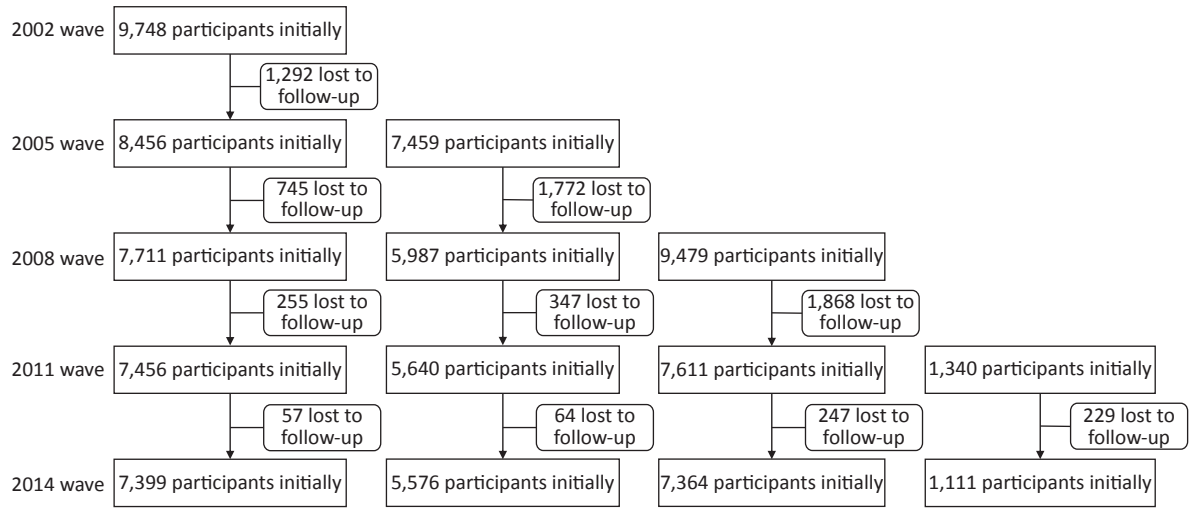 2002 wave 9,748 participants initially
1,292 lost to
follow-up
2005 wave 8,456 participants initially 7,459 participants initially
745 lost to
follow-up
1,772 lost to
follow-up
2008 wave 7,711 participants initially 5,987 participants initially 9,479 participants initially
255 lost to
follow-up
347 lost to
follow-up
1,868 lost to
follow-up
2011 wave 7,456 participants initially 5,640 participants initially 7,611 participants initially 1,340 participants initially
57 lost to
follow-up
64 lost to
follow-up
247 lost to
follow-up
229 lost to
follow-up
2014 wave 7,399 participants initially 5,576 participants initially 7,364 participants initially 1,111 participants initially